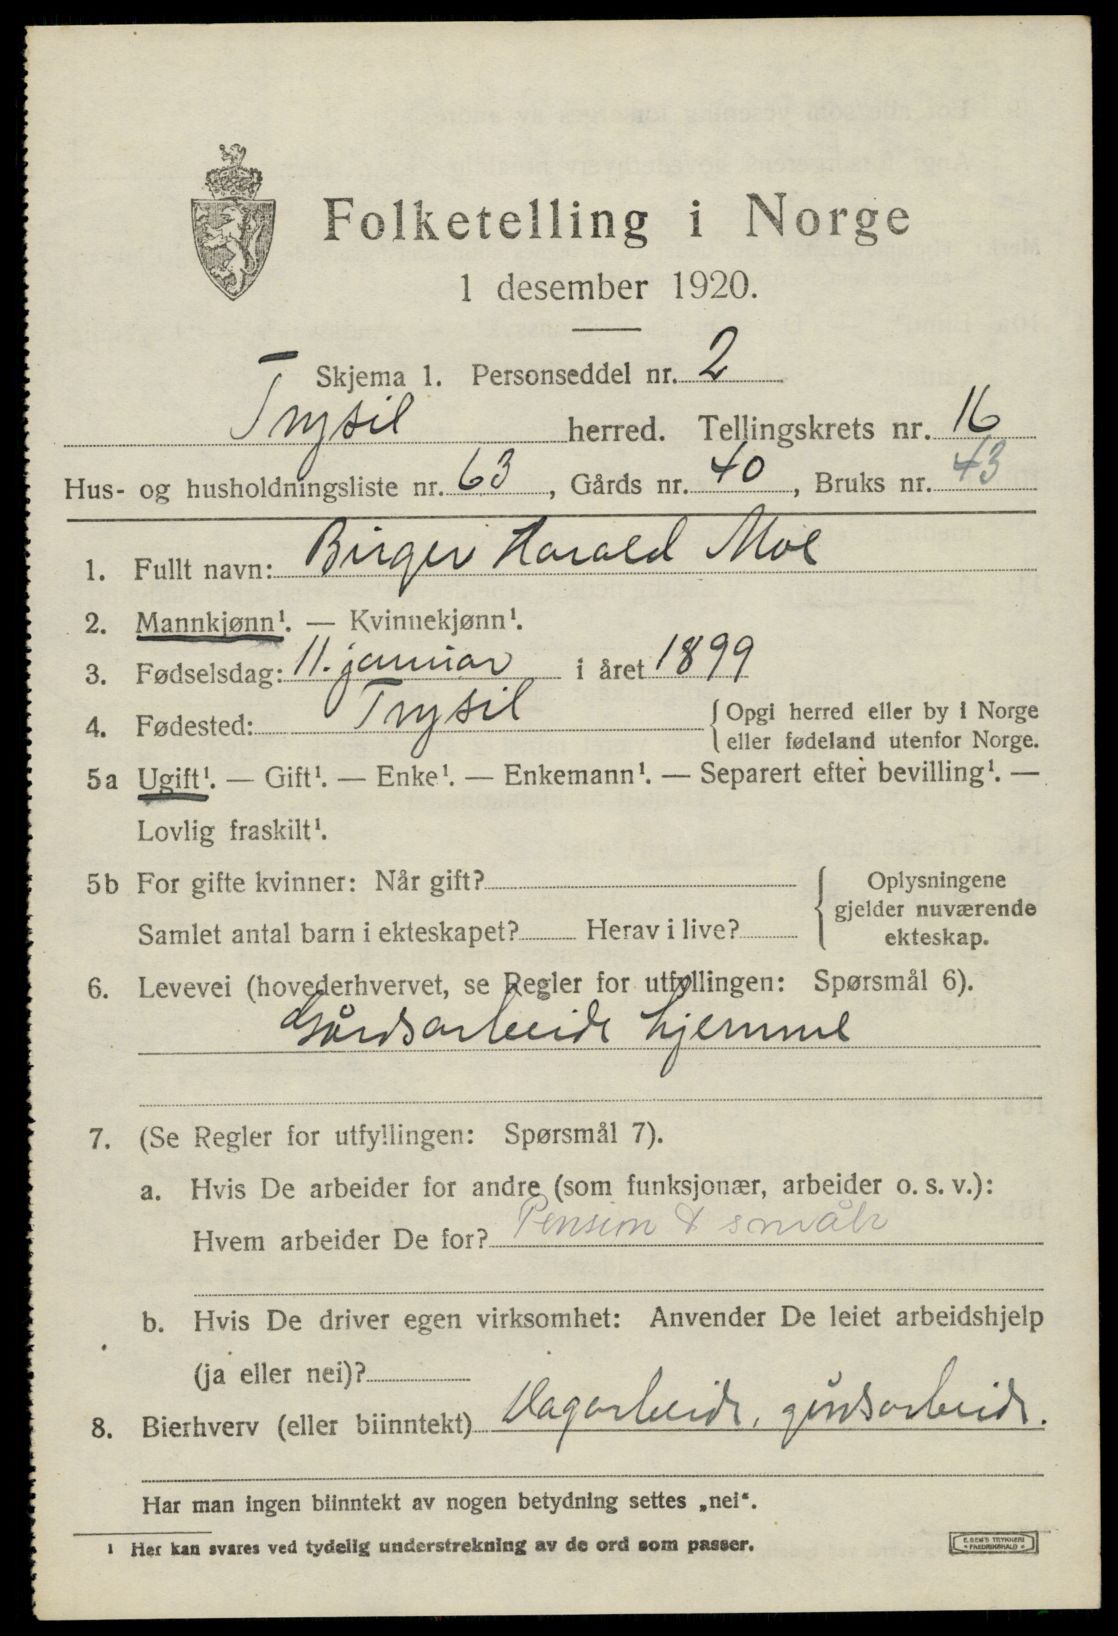 Folketelling i Norge
1 desember 1920.
Skjema 1. Personseddel nr. 2
Trysil herred. Tellingskrets nr. 16
Hus- og husholdningsliste nr. 63, Gårds nr. 40, Bruks nr. 43
1. Fullt navn: Birger Harald Moe
2. Mannkjønn¹. — Kvinnekjønn¹.
3. Fødselsdag: 11. januar i året 1899
4. Fødested: Trysil { Opgi herred eller by i Norge
eller fødeland utenfor Norge.
5a Ugift¹. — Gift¹. — Enke¹. — Enkemann¹. — Separert efter bevilling¹. —
Lovlig fraskilt¹.
5b For gifte kvinner: Når gift? { Oplysningene
gjelder nuværende
Samlet antal barn i ekteskapet? Herav i live? ekteskap.
6. Levevei (hovederhvervet, se Regler for utfyllingen: Spørsmål 6).
Gårdsarbeide hjemme
7. (Se Regler for utfyllingen: Spørsmål 7).
a. Hvis De arbeider for andre (som funksjonær, arbeider o. s. v.):
Hvem arbeider De for? Pension &
b. Hvis De driver egen virksomhet: Anvender De leiet arbeidshjelp
(ja eller nei)?
8. Bierhverv (eller biinntekt) Dagarbeide, gårdsarbeide.
Har man ingen biinntekt av nogen betydning settes „nei“.
¹ Her kan svares ved tydelig understrekning av de ord som passer.
E. SEM'S TRYKKERI
FREDRIKSHALD